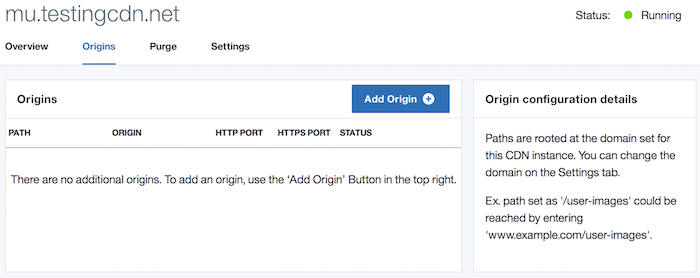 mu.testingcdn.net
Status: Running
Overview Origins Purge Settings
Origins
Add Origin
Origin configuration details
PATH ORIGIN HTTP PORT HTTPS PORT STATUS
There are no additional origins. To add an origin, use the ‘Add Origin’ Button in the top right.
Paths are rooted at the domain set for
this CDN instance. You can change the
domain on the Settings tab.
Ex. path set as '/user-images' could be
reached by entering
'www.example.com/user-images'.